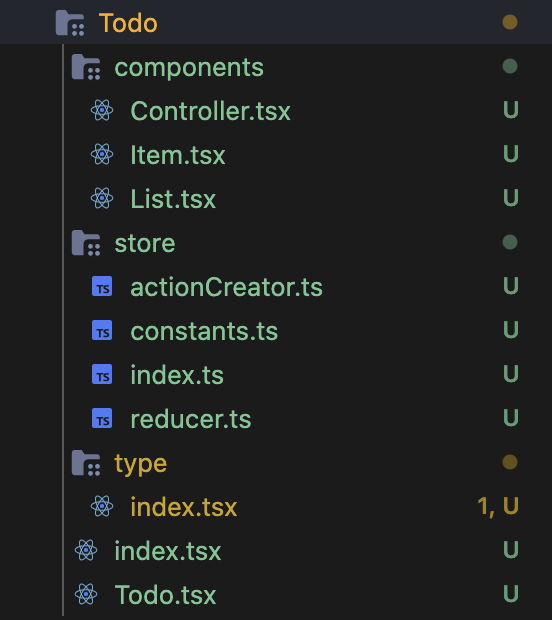 Todo
components
Controller.tsx U
Item.tsx U
List.tsx U
store
TS actionCreator.ts U
TS constants.ts U
TS index.ts U
TS reducer.ts U
type
index.tsx 1, U
index.tsx U
Todo.tsx U